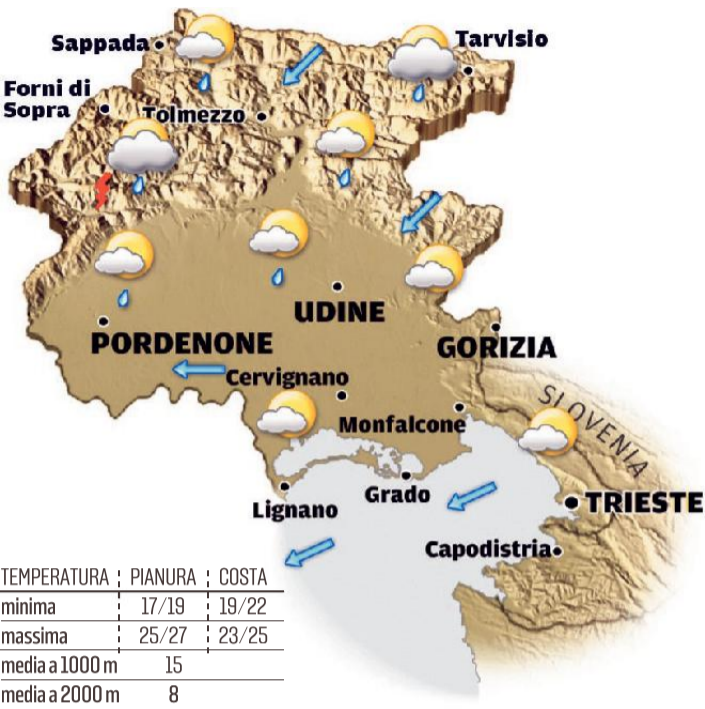 Sappada
Tarvisio
Forni di
Sopra
Tolmezzo
UDINE
PORDENONE
GORIZIA
Cervignano
SLOVENIA
Monfalcone
Grado
Lignano
TRIESTE
Capodistria
TEMPERATURA PIANURA COSTA
minima 17/19 19/22
massima 25/27 23/25
media a 1000 m 15
media a 2000 m 8